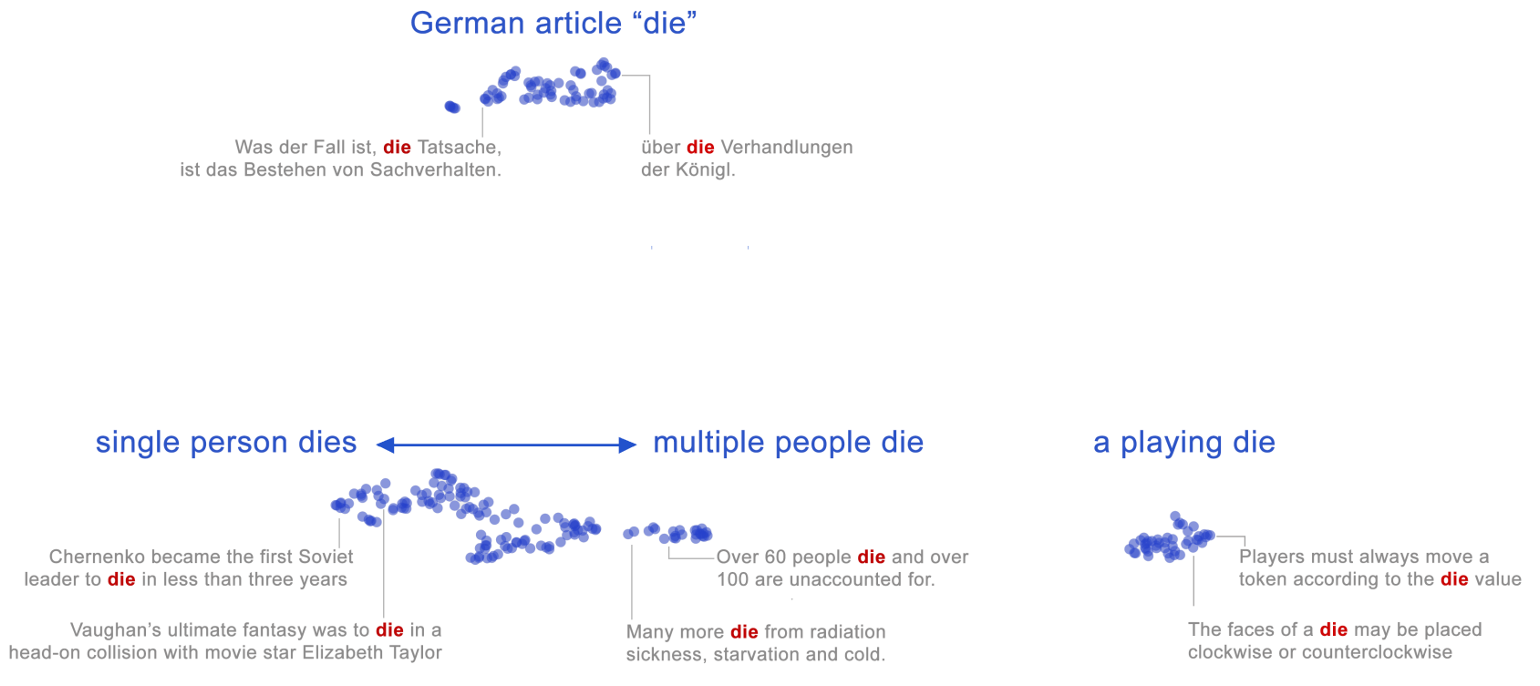 German article “die”
Was der Fall ist, die Tatsache,
ist das Bestehen von Sachverhalten.
über die Verhandlungen
der Königl.
single person dies
multiple people die
a playing die
Chernenko became the first Soviet
leader to die in less than three years
Vaughan’s ultimate fantasy was to die in a
head-on collision with movie star Elizabeth Taylor
Over 60 people die and over
100 are unaccounted for.
Many more die from radiation
sickness, starvation and cold.
Players must always move a
token according to the die value
The faces of a die may be placed
clockwise or counterclockwise